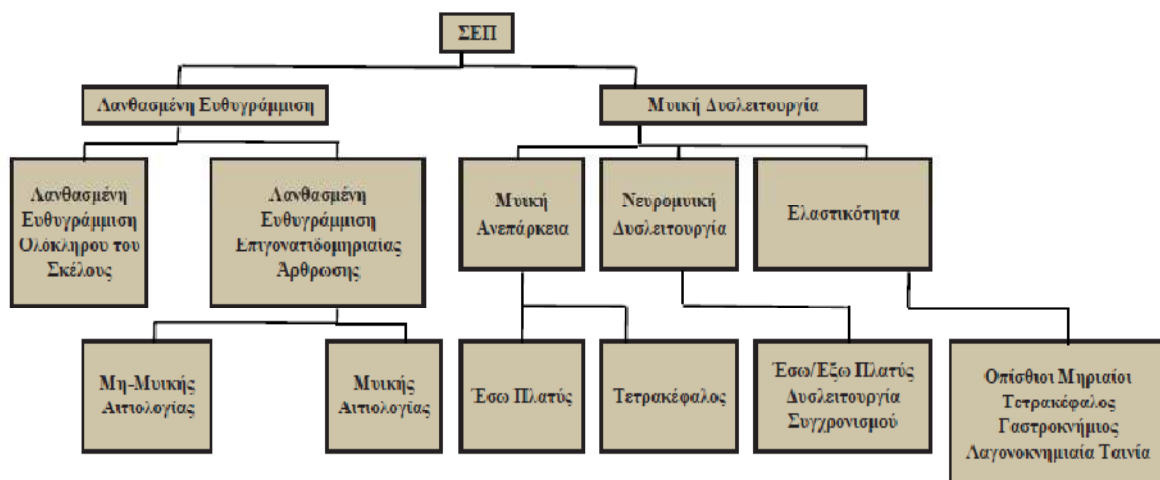 ΣΕΠ
Λανθασμένη Ευθυγράμμιση
Μυική Δυσλειτουργία
Λανθασμένη
Ευθυγράμμιση
Ολόκληρου του
Σκέλους
Λανθασμένη
Ευθυγράμμιση
Επιγονατιδομηριαίας
Άρθρωσης
Μυική
Ανεπάρκεια
Νευρομυική
Δυσλειτουργία
Ελαστικότητα
Μη-Μυικής
Αιτιολογίας
Μυικής
Αιτιολογίας
Έσω Πλατύς
Τετρακέφαλος
Έσω/Έξω Πλατύς
Δυσλειτουργία
Συγχρονισμού
Οπίσθιοι Μηριαίοι
Τετρακέφαλος
Γαστροκνήμιος
Λαγονοκνημιαία Ταινία